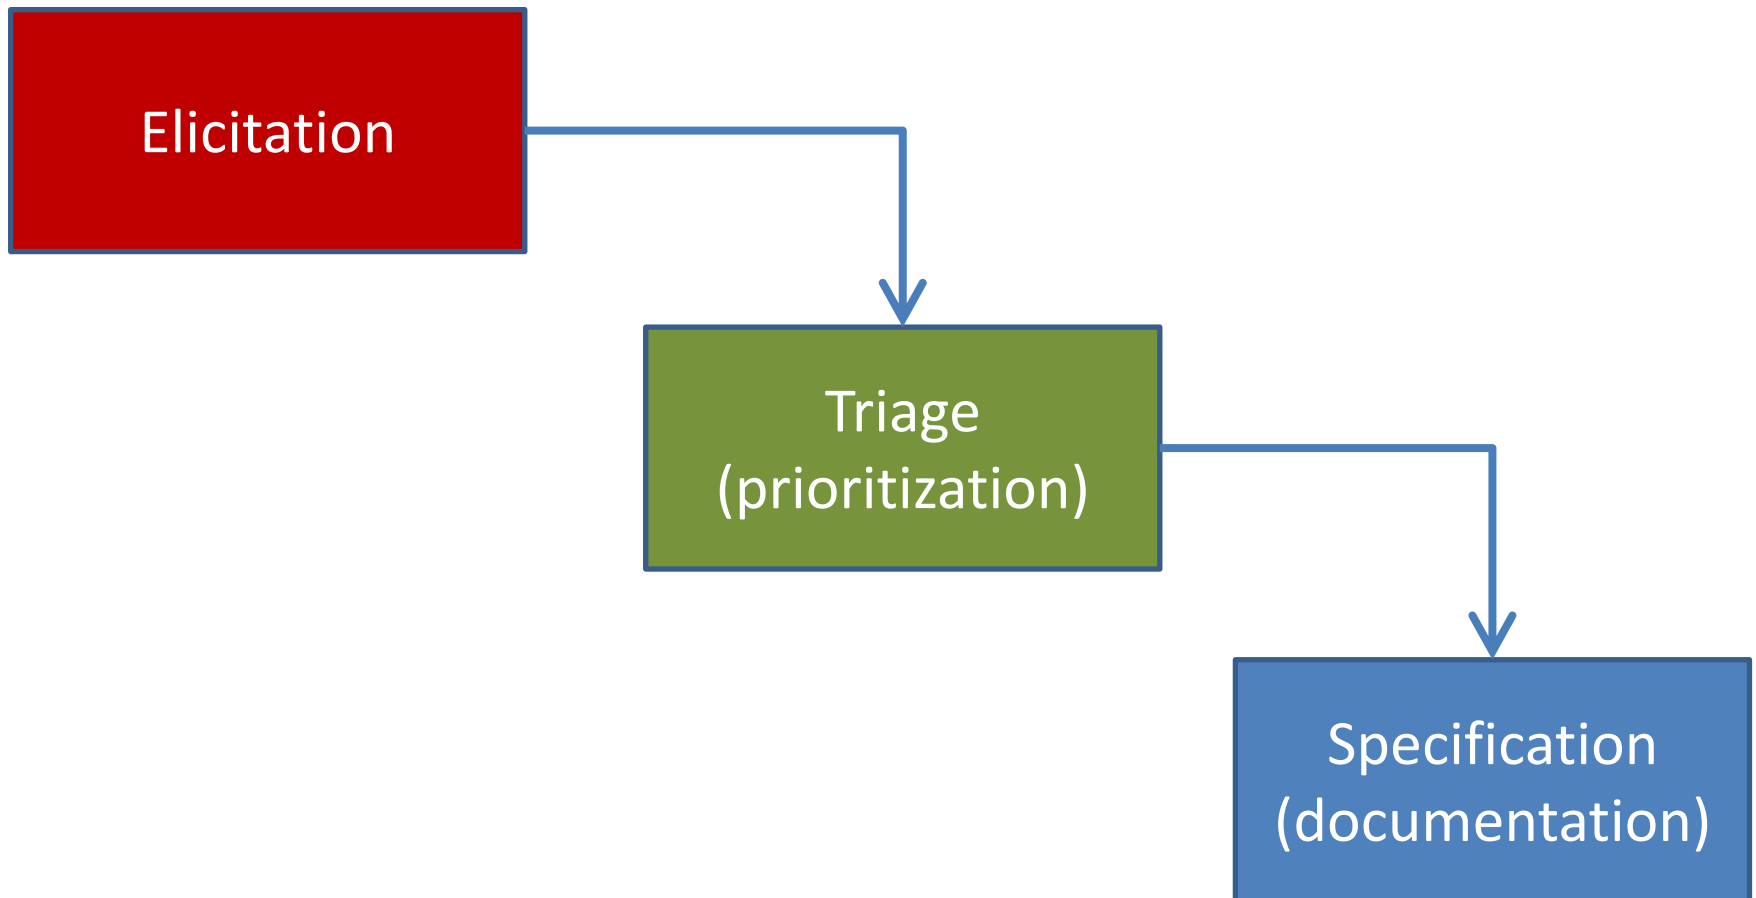 Elicitation
Triage
(prioritization)
Specification
(documentation)